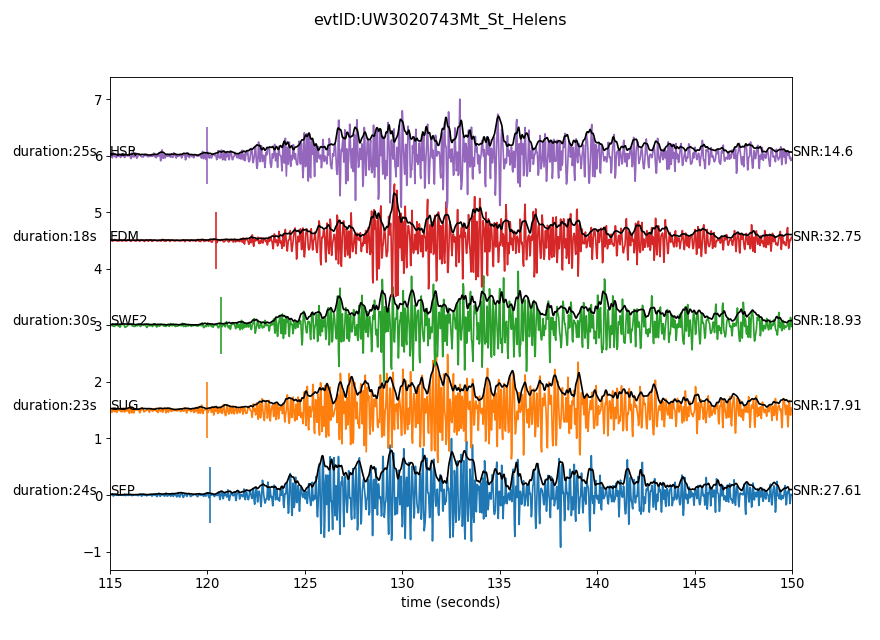 evtID:UW3020743Mt_St_Helens
7
duration:25s HSR SNR:14.6
6
5
duration:18s EDM SNR:32.75
4
duration:30s SWF2 SNR:18.93
3
2
duration:23s SUG SNR:17.91
1
duration:24s SEP SNR:27.61
0
−1
115 120 125 130 135 140 145 150
time (seconds)